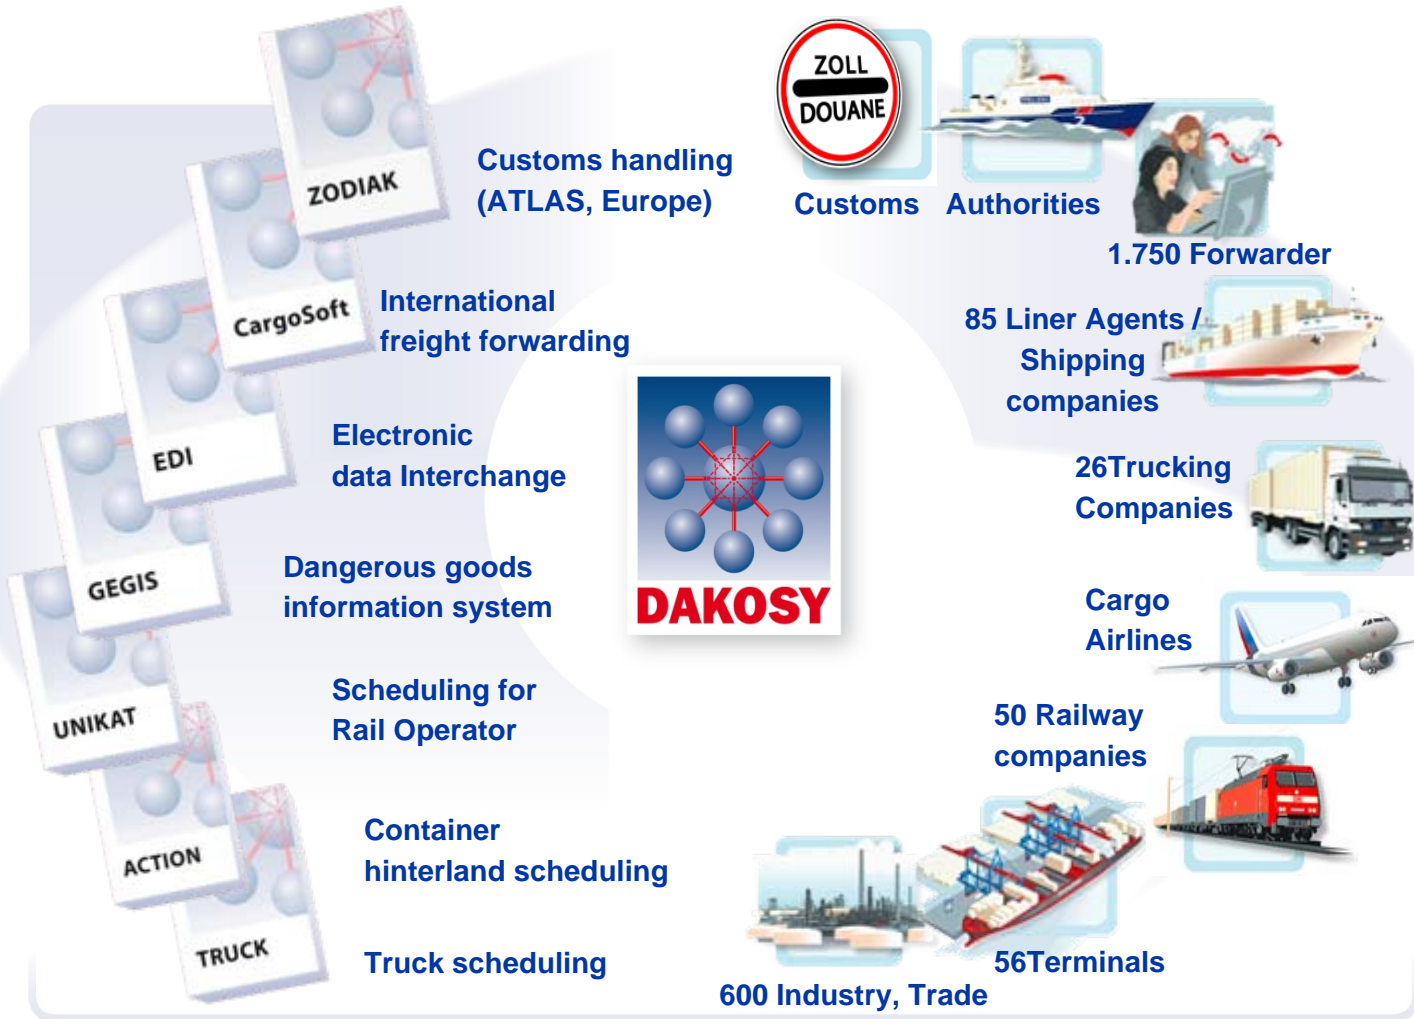 ZODIAK
Customs handling
(ATLAS, Europe)
CargoSoft
International
freight forwarding
EDI
Electronic
data Interchange
GEGIS
Dangerous goods
information system
UNIKAT
Scheduling for
Rail Operator
ACTION
Container
hinterland scheduling
TRUCK
Truck scheduling
DAKOSY
ZOLL
DOUANE
Customs
Authorities
1.750 Forwarder
85 Liner Agents /
Shipping
companies
26Trucking
Companies
Cargo
Airlines
50 Railway
companies
56Terminals
600 Industry, Trade